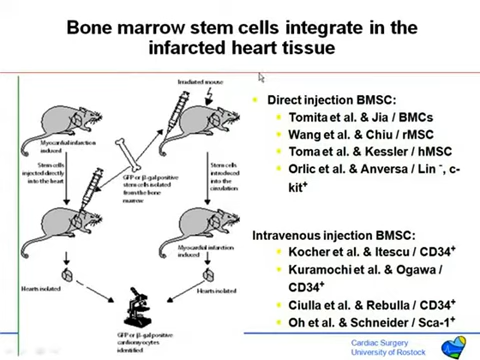 Bone marrow stem cells integrate in the
infarcted heart tissue
Irradiated mouse
Myocardial infarction
induced
Stem cells
injected directly
into the heart
GFP or β-gal positive
stem cells isolated
from the bone
marrow
Stem cells
introduced into
the circulation
Myocardial infarction
induced
Hearts isolated
Hearts isolated
GFP or β-gal positive
cardiomyocytes
identified
Direct injection BMSC:
Tomita et al. & Jia / BMCs
Wang et al. & Chiu / rMSC
Toma et al. & Kessler / hMSC
Orlic et al. & Anversa / Lin -, c-
kit+
Intravenous injection BMSC:
Kocher et al. & Itescu / CD34+
Kuramochi et al. & Ogawa /
CD34+
Ciulla et al. & Rebulla / CD34+
Oh et al. & Schneider / Sca-1+
Cardiac Surgery
University of Rostock